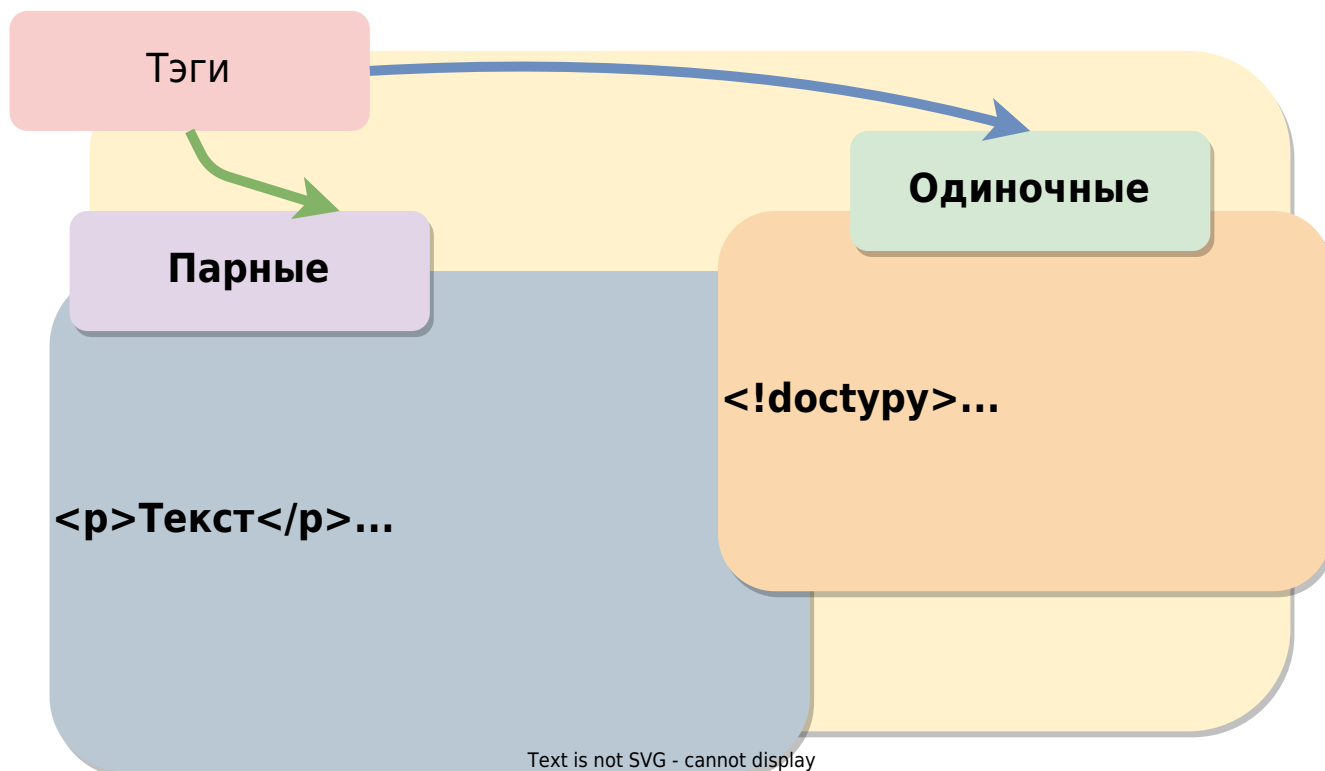 Тэги
Одиночные
Парные
<!doctypy>...
<p>Текст</p>...
Text is not SVG - cannot display